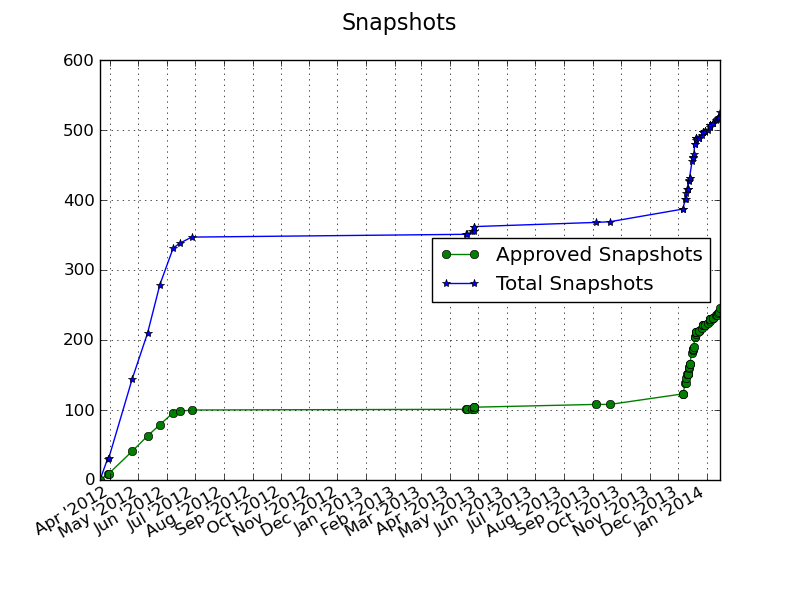 Snapshots
600
500
400
300
200
100
0
Approved Snapshots
Total Snapshots
Apr '2012
May '2012
Jun '2012
Jul '2012
Aug '2012
Sep '2012
Oct '2012
Nov '2012
Dec '2012
Jan '2013
Feb '2013
Mar '2013
Apr '2013
May '2013
Jun '2013
Jul '2013
Aug '2013
Sep '2013
Oct '2013
Nov '2013
Dec '2013
Jan '2014